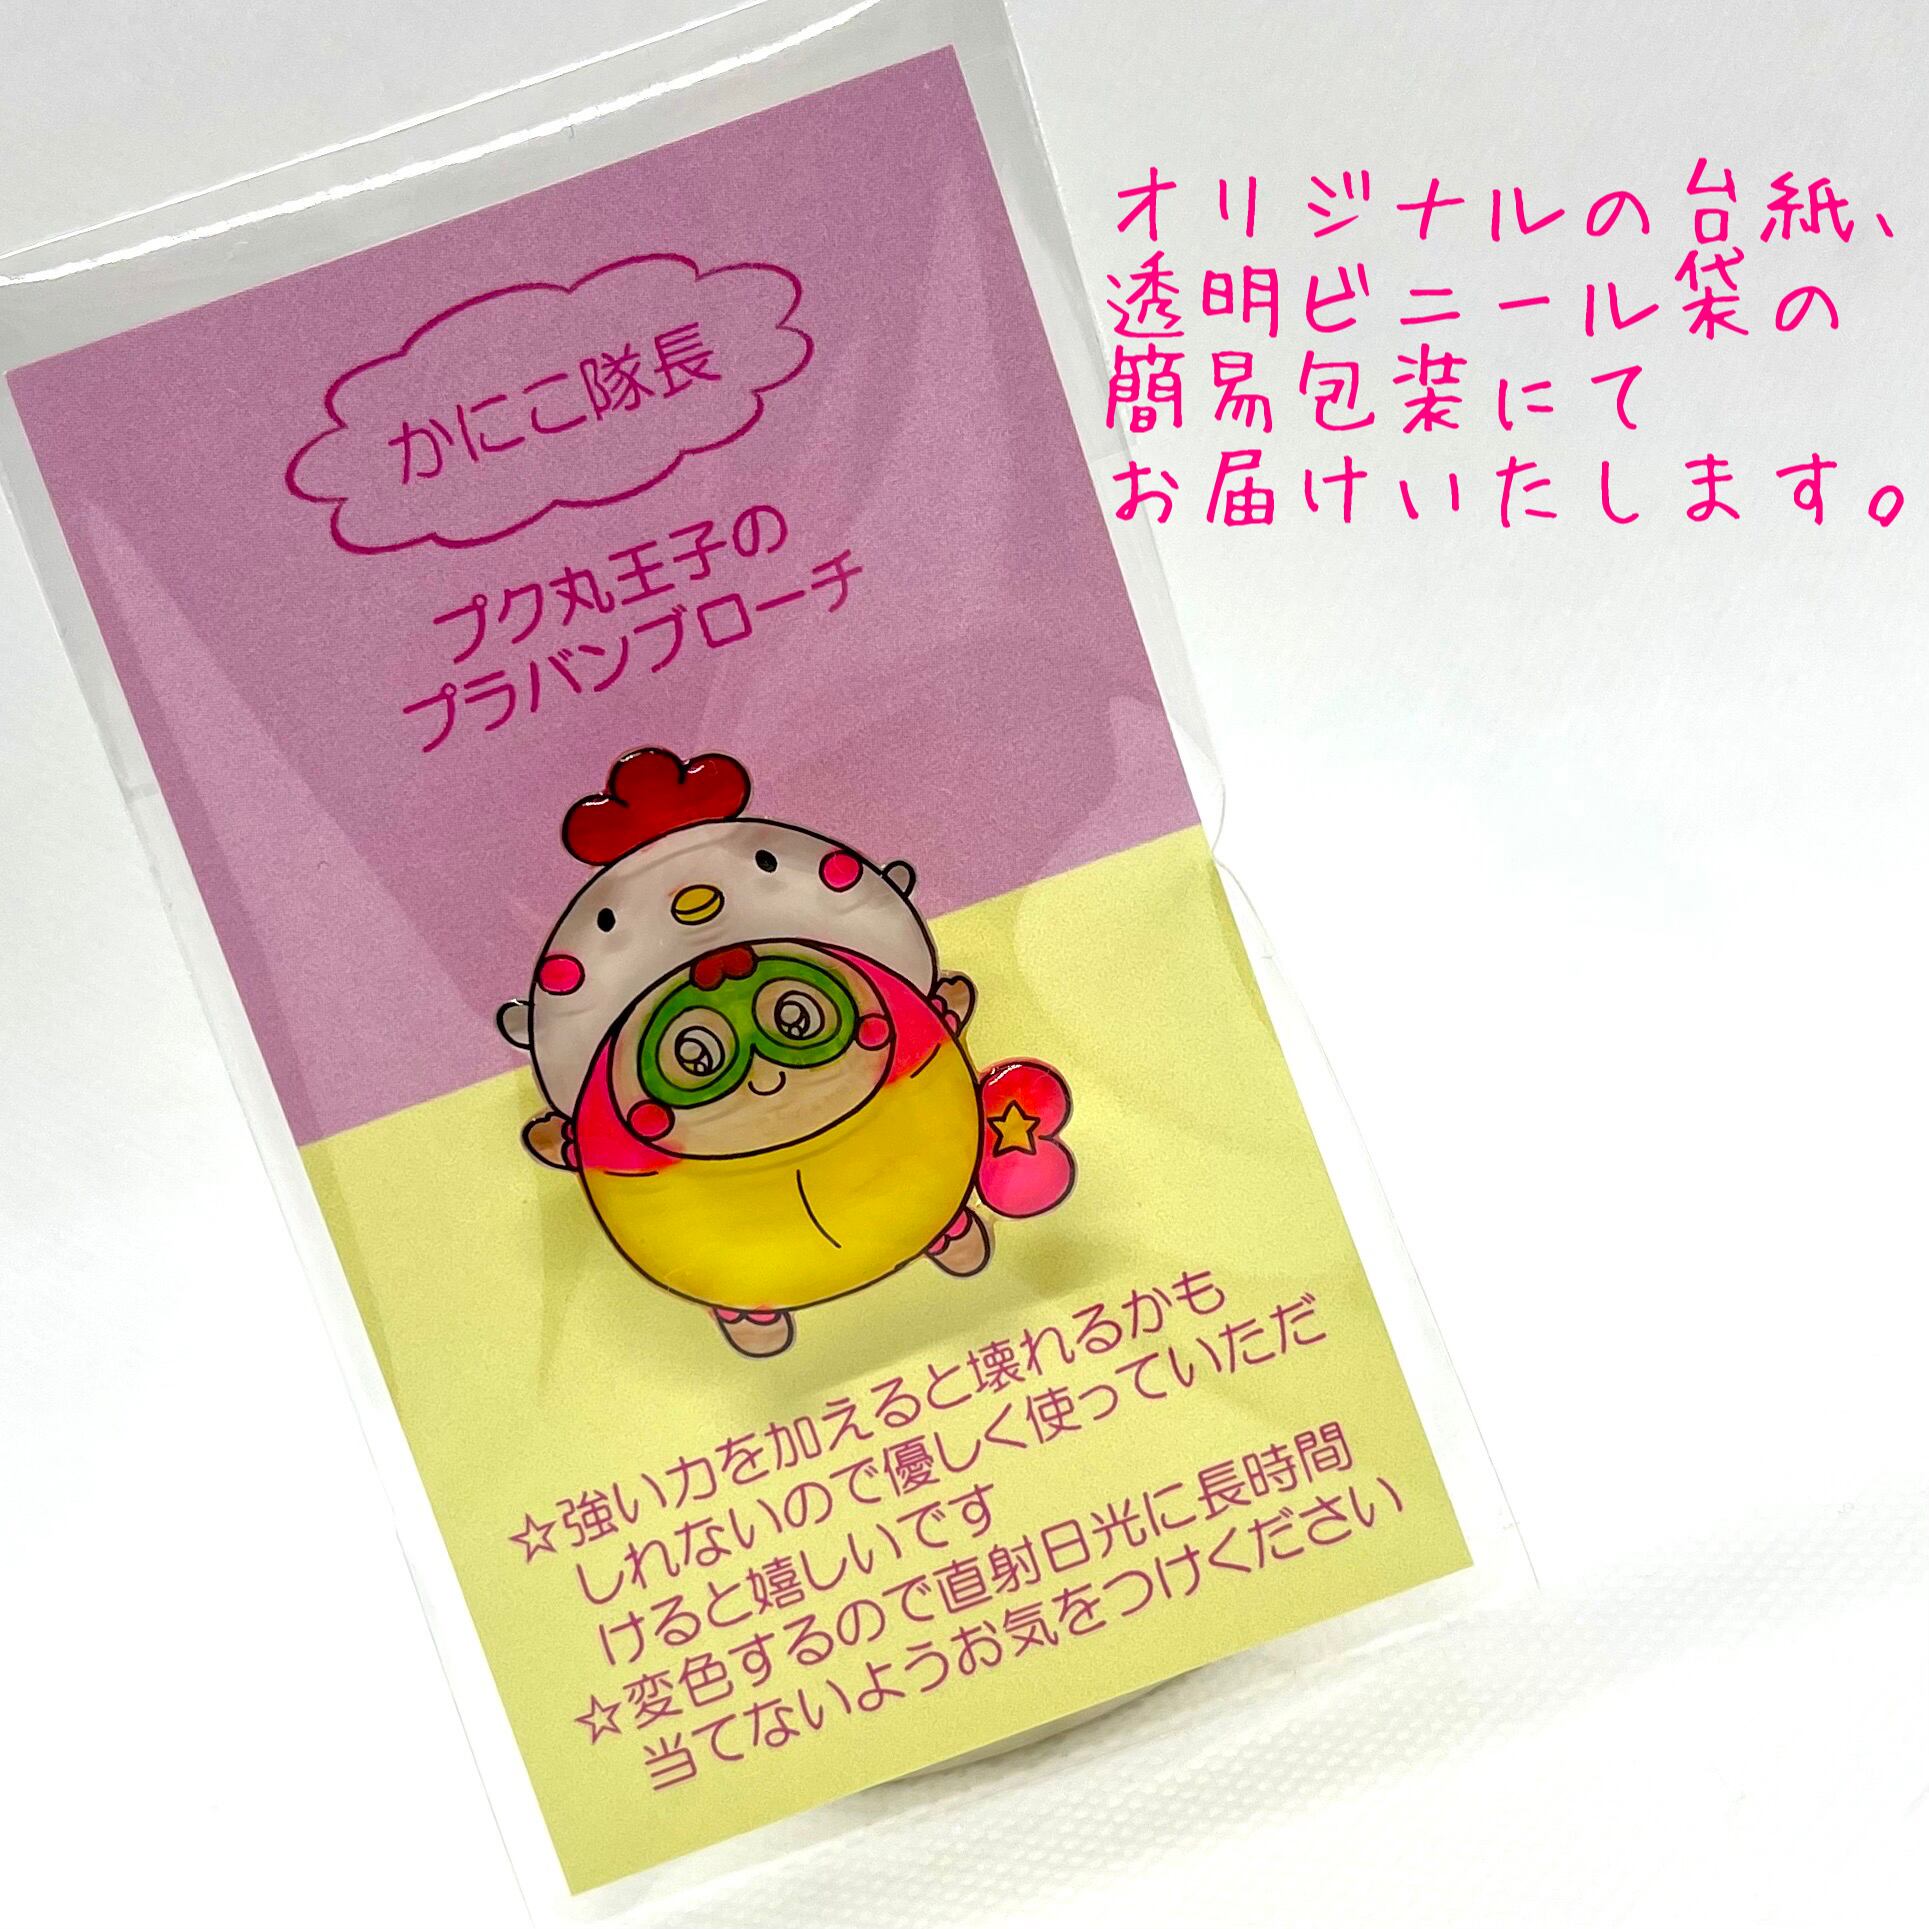 かにこ隊長
プク丸王子の
プラバンブローチ
☆強い力を加えると壊れるかも
しれないので優しく使っていただ
けると嬉しいです
☆変色するので直射日光に長時間
当てないようお気をつけください
オリジナルの台紙、
透明ビニール袋の
簡易包装にて
お届けいたします。